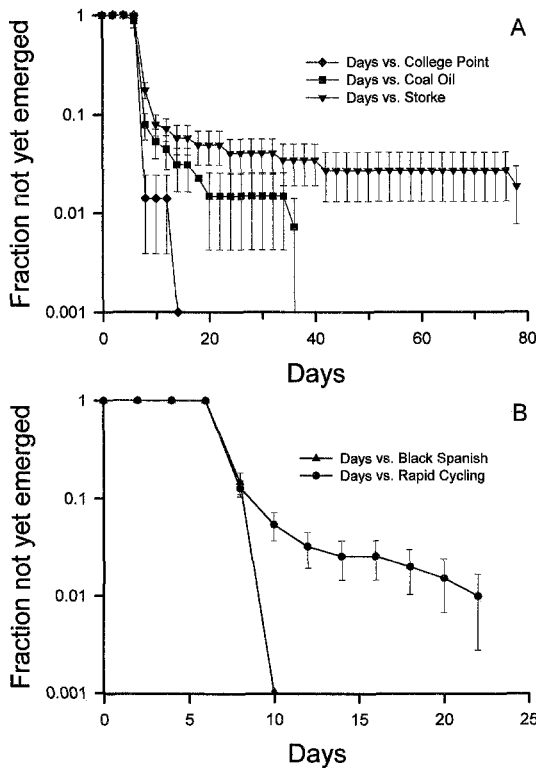 A
Fraction not yet emerged
1
0.1
0.01
0.001
Days vs. College Point
Days vs. Coal Oil
Days vs. Storke
0 20 40 60 80
Days
B
Fraction not yet emerged
1
0.1
0.01
0.001
Days vs. Black Spanish
Days vs. Rapid Cycling
0 5 10 15 20 25
Days